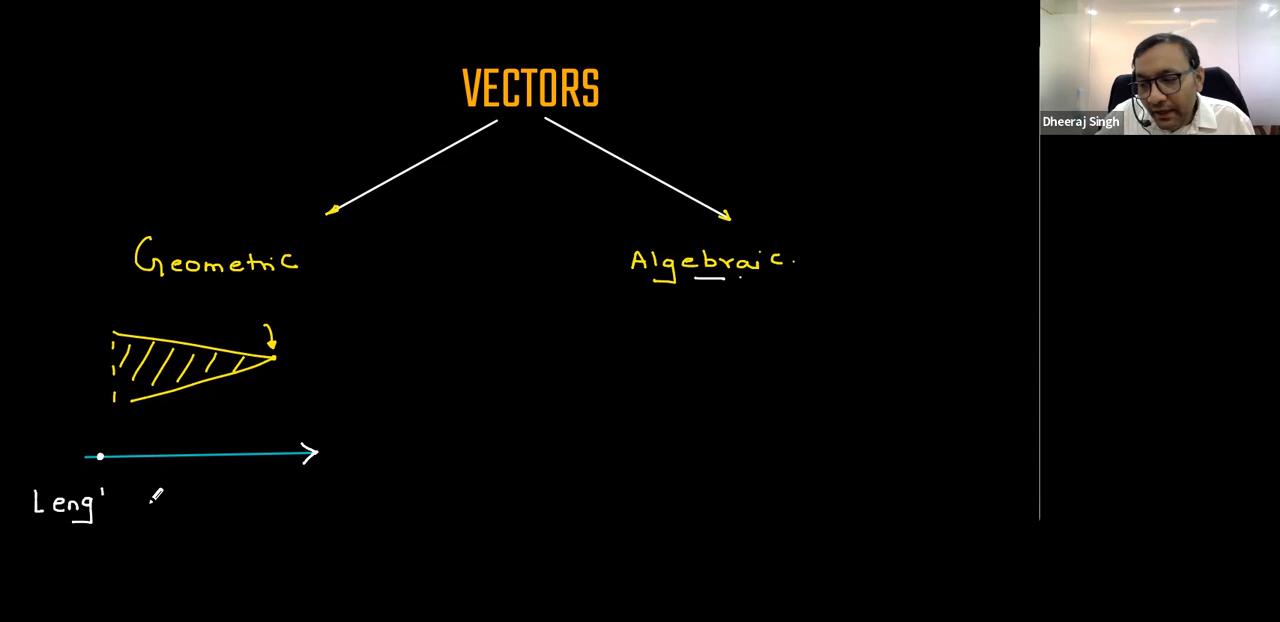 VECTORS
Dheeraj Singh
Geometric
Algebraic.
Leng'